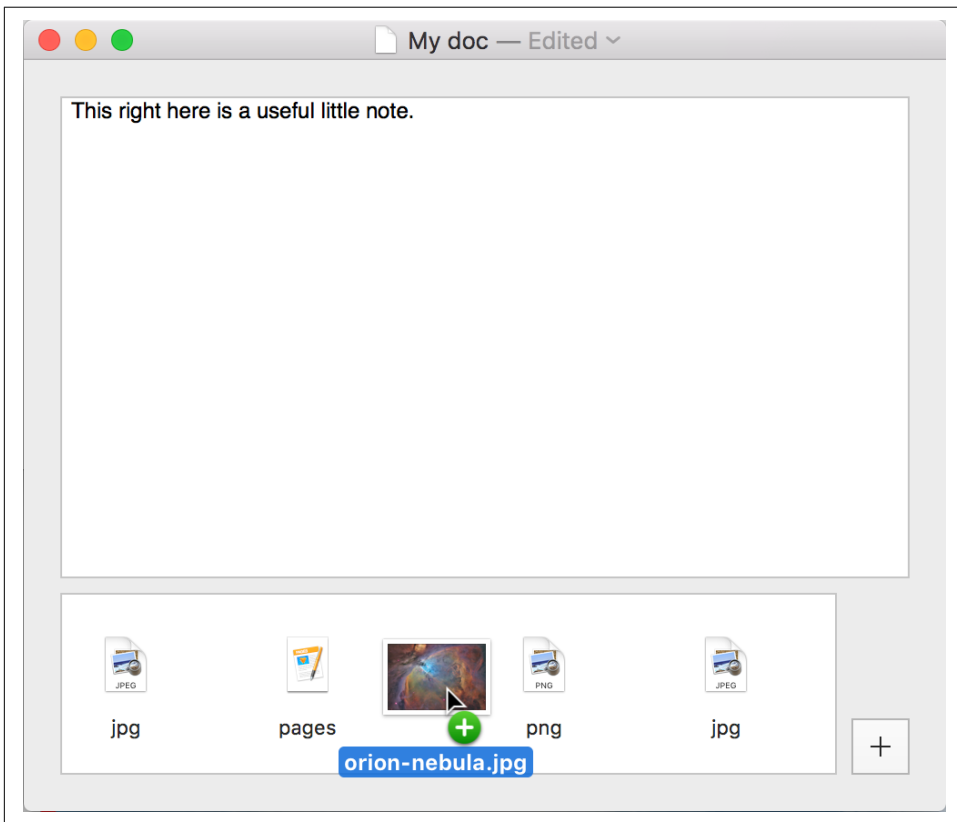 My doc — Edited
This right here is a useful little note.
JPEG
PNG
JPEG
jpg
pages
png
jpg
orion-nebula.jpg